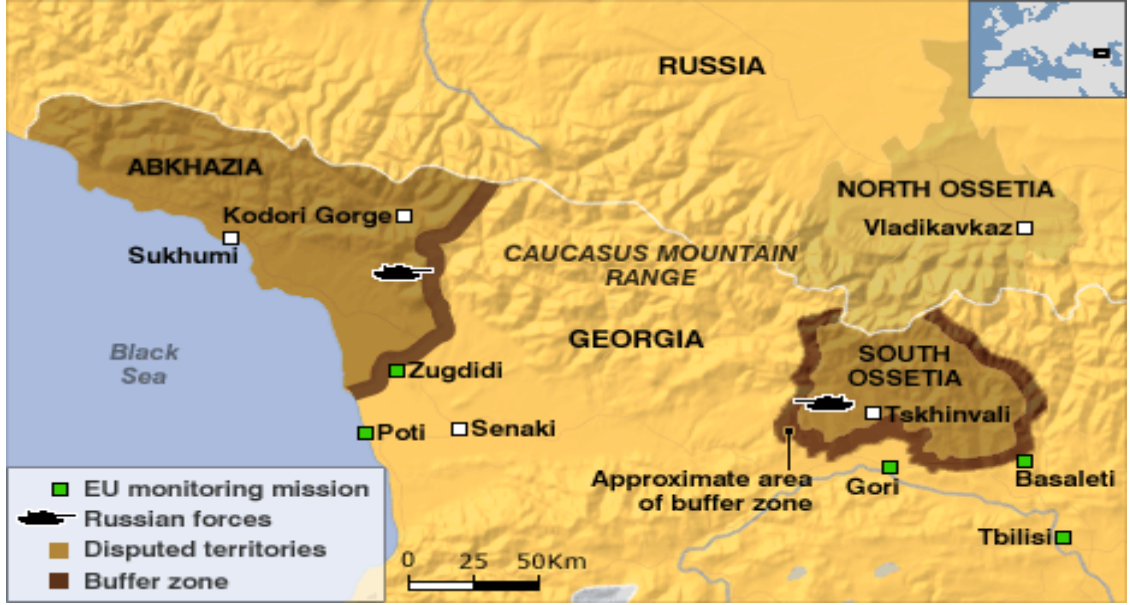 RUSSIA
ABKHAZIA
NORTH OSSETIA
Kodori Gorge
Vladikavkaz
Sukhumi
CAUCASUS MOUNTAIN
RANGE
GEORGIA
Black
Sea
SOUTH
OSSETIA
Zugdidi
Tskhinvali
Poti
Senaki
Approximate area
of buffer zone
Gori
Basaleti
Tbilisi
EU monitoring mission
Russian forces
Disputed territories
Buffer zone
0 25 50Km